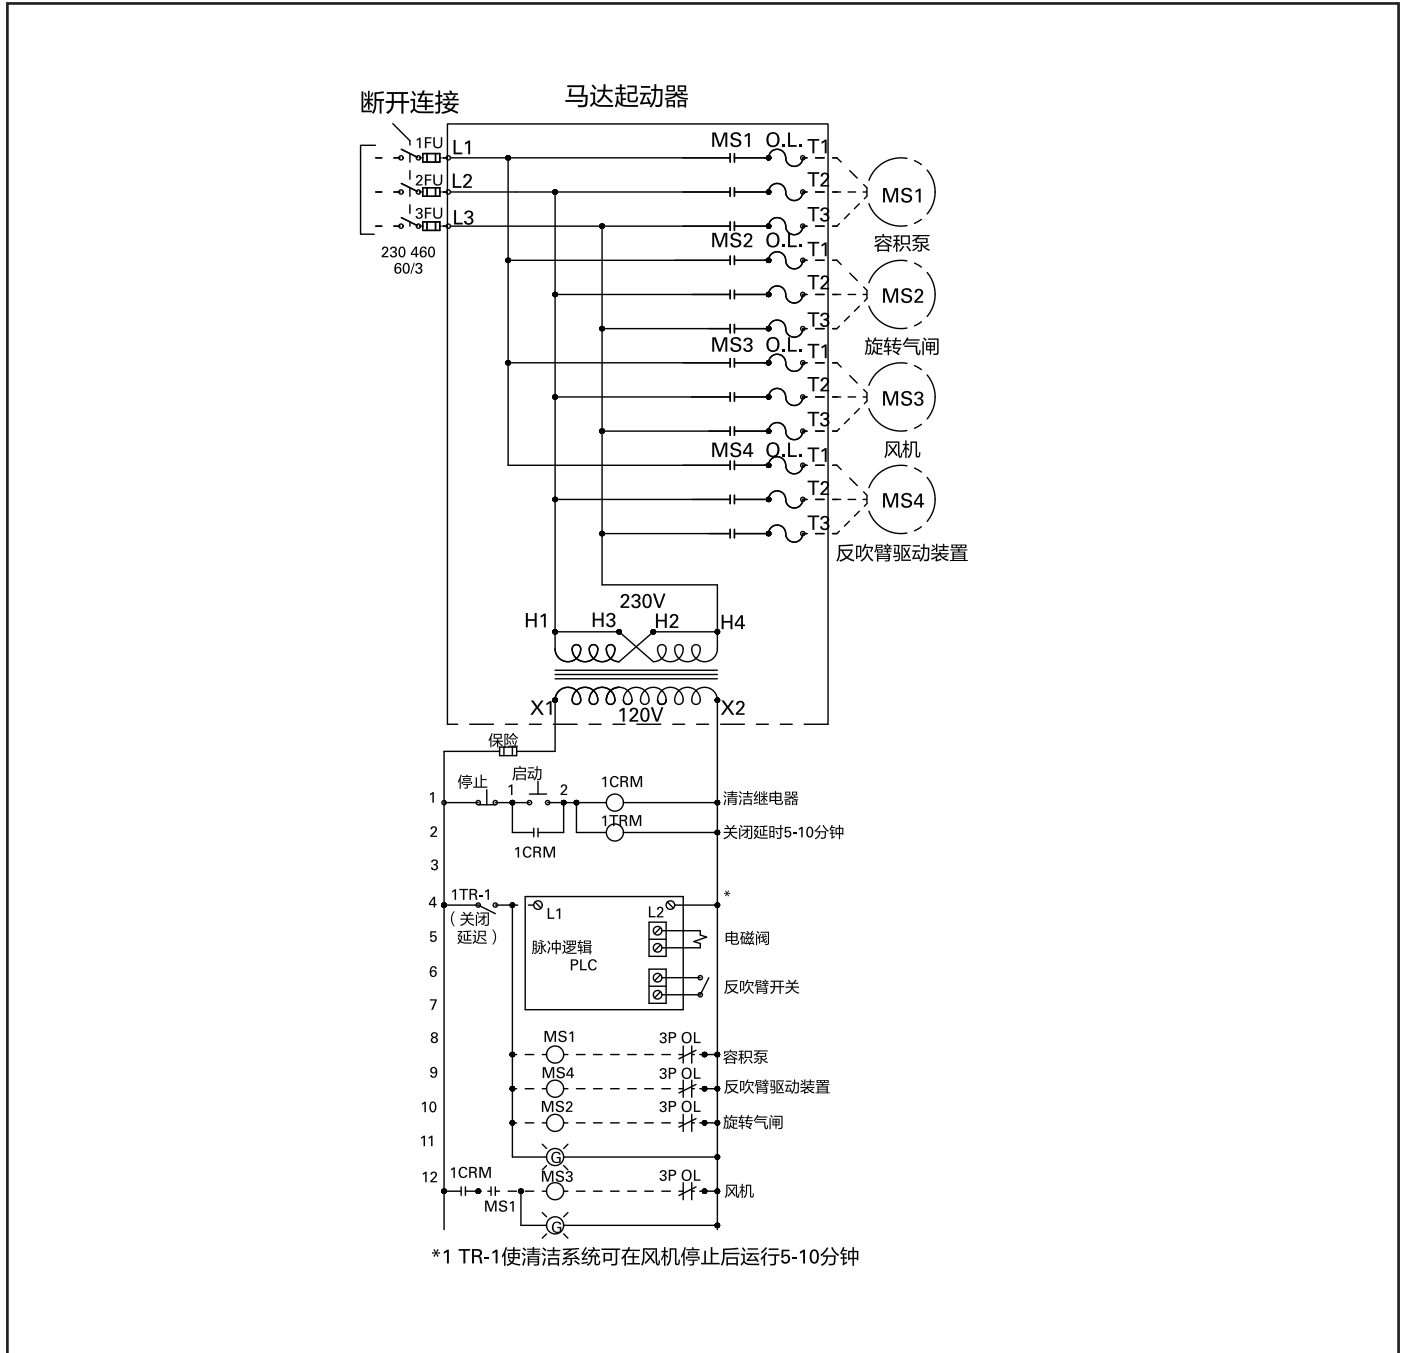 断开连接
马达起动器
1FU L1
2FU L2
3FU L3
230 460
60/3
MS1 O.L. T1
T2
T3
MS1
容积泵
MS2 O.L. T1
T2
T3
MS2
旋转气闸
MS3 O.L. T1
T2
T3
MS3
风机
MS4 O.L. T1
T2
T3
MS4
反吹臂驱动装置
230V
H1 H3 H2 H4
X1 120V X2
保险
停止 启动
1 1 2 1CRM 清洁继电器
2 1CRM 1TRM 关闭延时5-10分钟
3
4 1TR-1 L1 L2 *
(关闭
延迟)
5 脉冲逻辑 电磁阀
PLC
6 反吹臂开关
7
8 MS1 3P OL 容积泵
9 MS4 3P OL 反吹臂驱动装置
10 MS2 3P OL 旋转气闸
11 G
12 1CRM MS1 MS3 3P OL 风机
G
*1 TR-1使清洁系统可在风机停止后运行5-10分钟